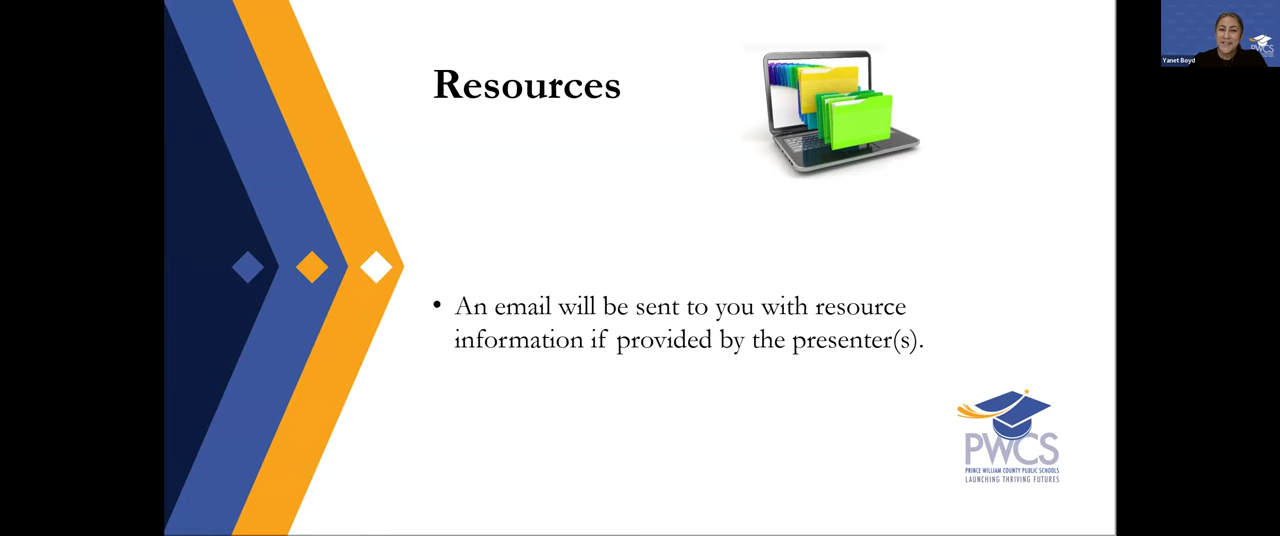 Resources
• An email will be sent to you with resource
information if provided by the presenter(s).
PWCS
PRINCE WILLIAM COUNTY PUBLIC SCHOOLS
LAUNCHING THRIVING FUTURES
Yanet Boyd
PWCS